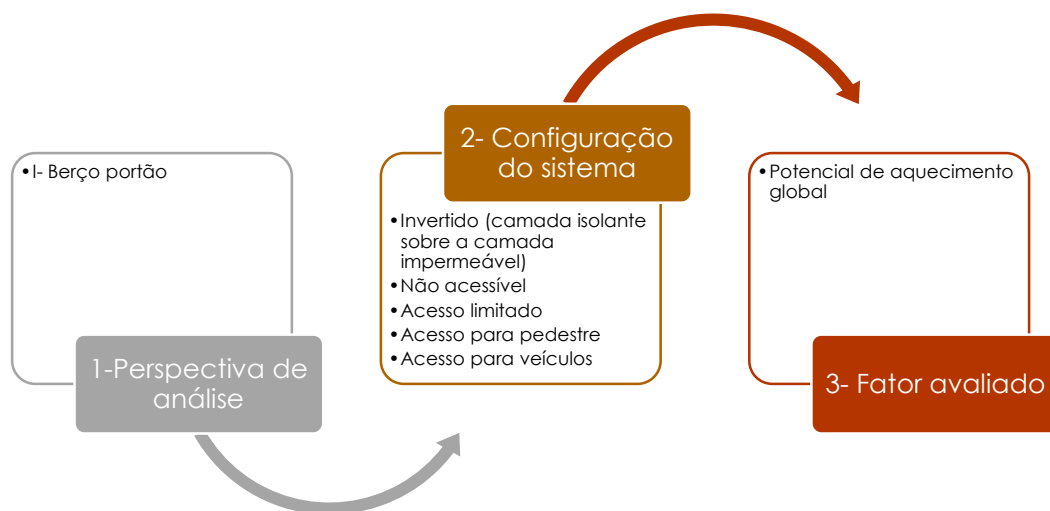 •I- Berço portão
1-Perspectiva de
análise
2- Configuração
do sistema
•Invertido (camada isolante
sobre a camada
impermeável)
•Não acessível
•Acesso limitado
•Acesso para pedestre
•Acesso para veículos
•Potencial de aquecimento
global
3- Fator avaliado